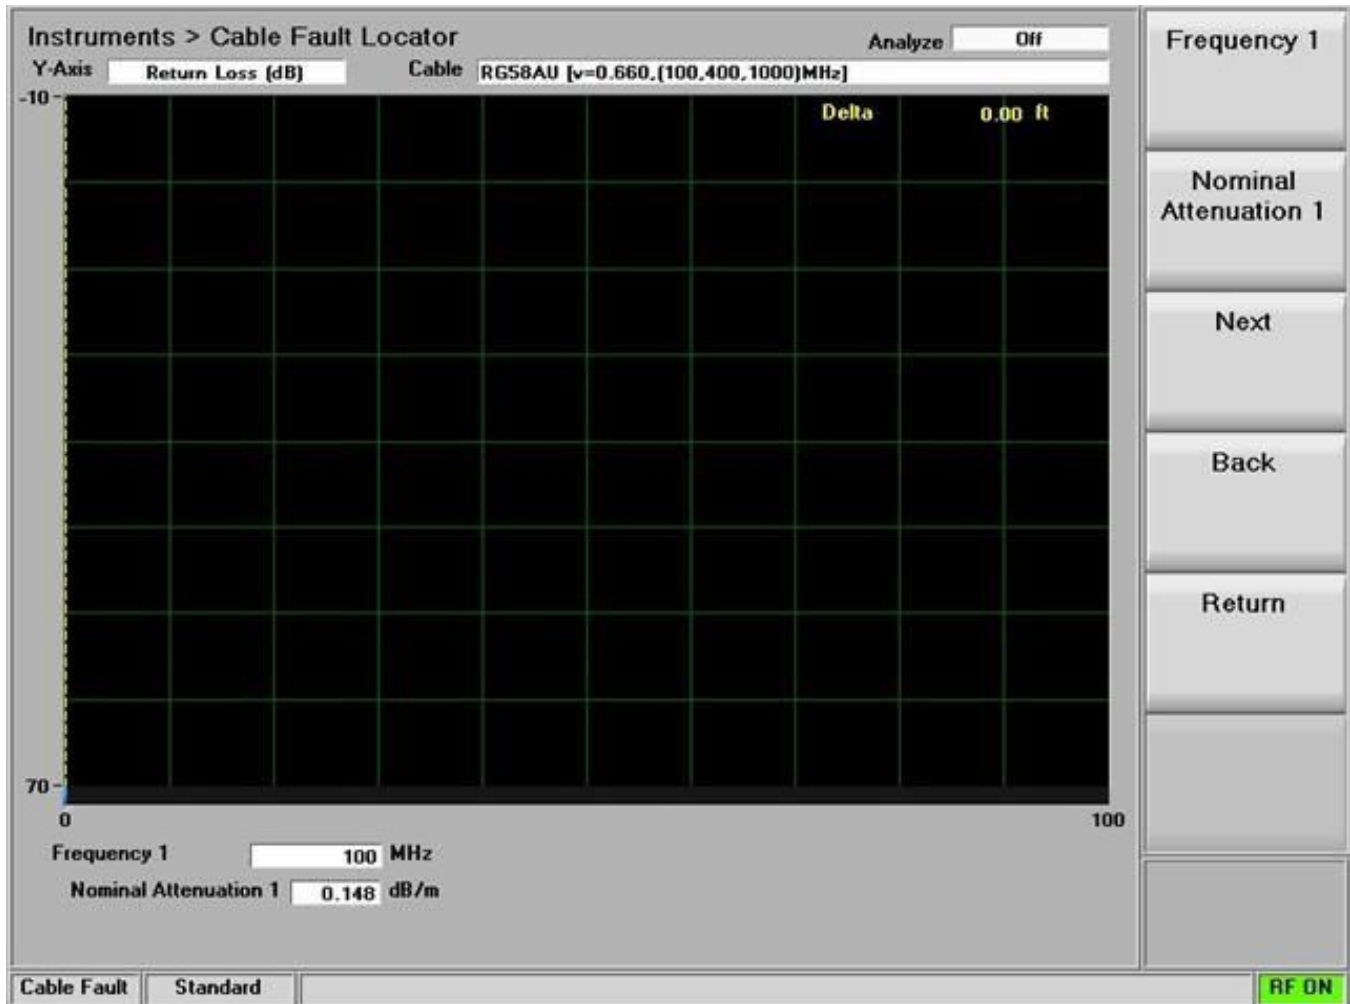 Instruments > Cable Fault Locator
Analyze Off
Y-Axis Return Loss (dB) Cable RG58AU [v=0.660,(100,400,1000)MHz]
-10
Delta 0.00 ft
70
0 100
Frequency 1 100 MHz
Nominal Attenuation 1 0.148 dB/m
Frequency 1
Nominal
Attenuation 1
Next
Back
Return
Cable Fault Standard RF ON